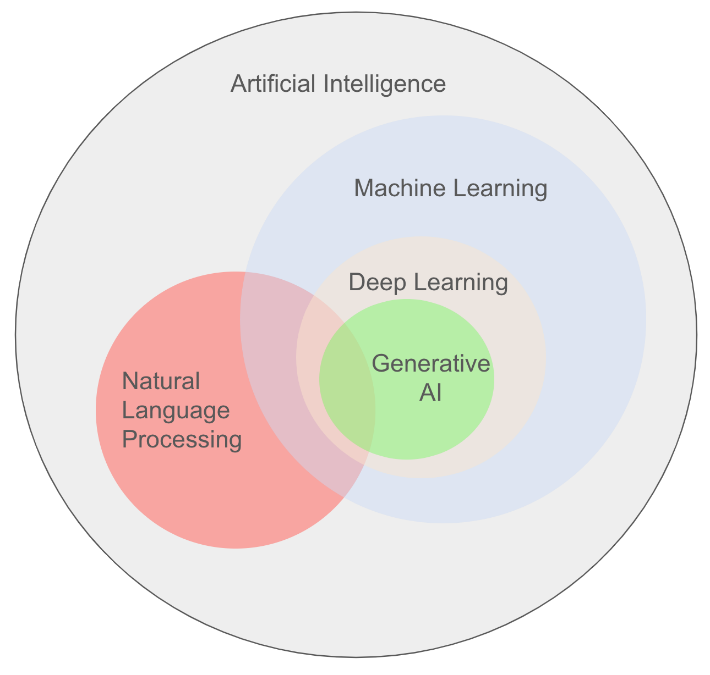 Artificial Intelligence
Machine Learning
Deep Learning
Generative
AI
Natural
Language
Processing